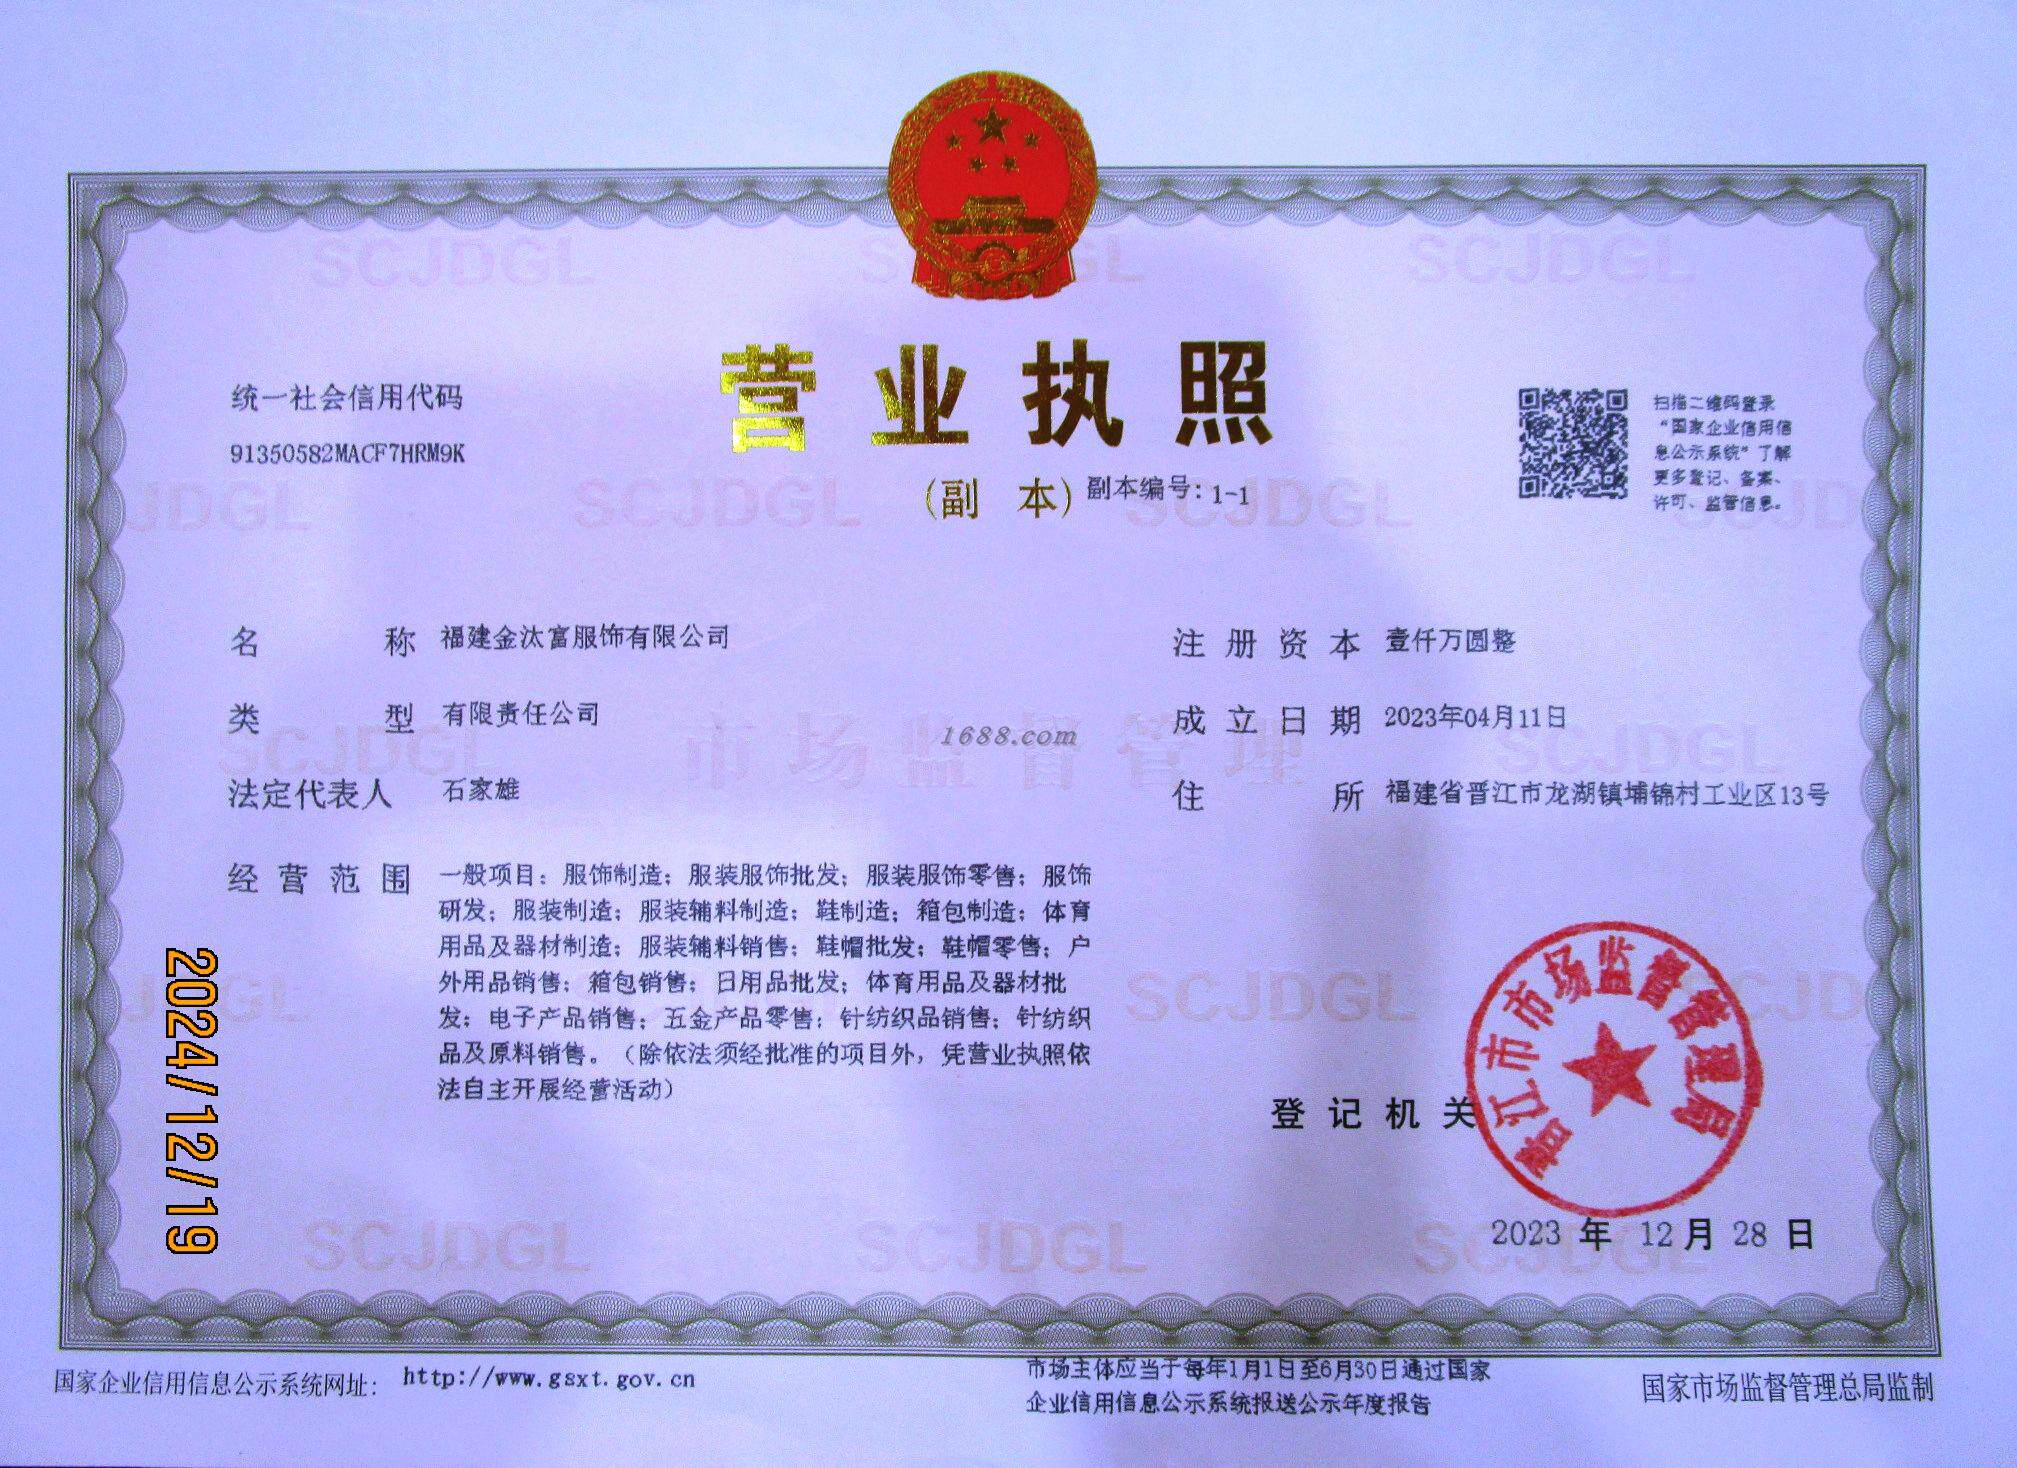 营业执照
（副 本） 副本编号：1-1
统一社会信用代码
91350582MACF7HRM9K
扫描二维码登录
“国家企业信用信
息公示系统”了解
更多登记、备案、
许可、监管信息。
名 称 福建金汰富服饰有限公司
类 型 有限责任公司
法定代表人 石家雄
经营范围 一般项目：服饰制造；服装服饰批发；服装服饰零售；服饰
研发；服装制造；服装辅料制造；鞋制造；箱包制造；体育
用品及器材制造；服装辅料销售；鞋帽批发；鞋帽零售；户
外用品销售；箱包销售；日用品批发；体育用品及器材批
发；电子产品销售；五金产品零售；针纺织品销售；针纺织
品及原料销售。（除依法须经批准的项目外，凭营业执照依
法自主开展经营活动）
注册资本 壹仟万圆整
成立日期 2023年04月11日
住 所 福建省晋江市龙湖镇埔锦村工业区13号
1688.com
市场监督管理
SCJDGL
登记机关
晋江市市场监督管理局
2023 年 12 月 28 日
2024/12/19
国家企业信用信息公示系统网址：http://www.gsxt.gov.cn
市场主体应当于每年1月1日至6月30日通过国家
企业信用信息公示系统报送公示年度报告
国家市场监督管理总局监制